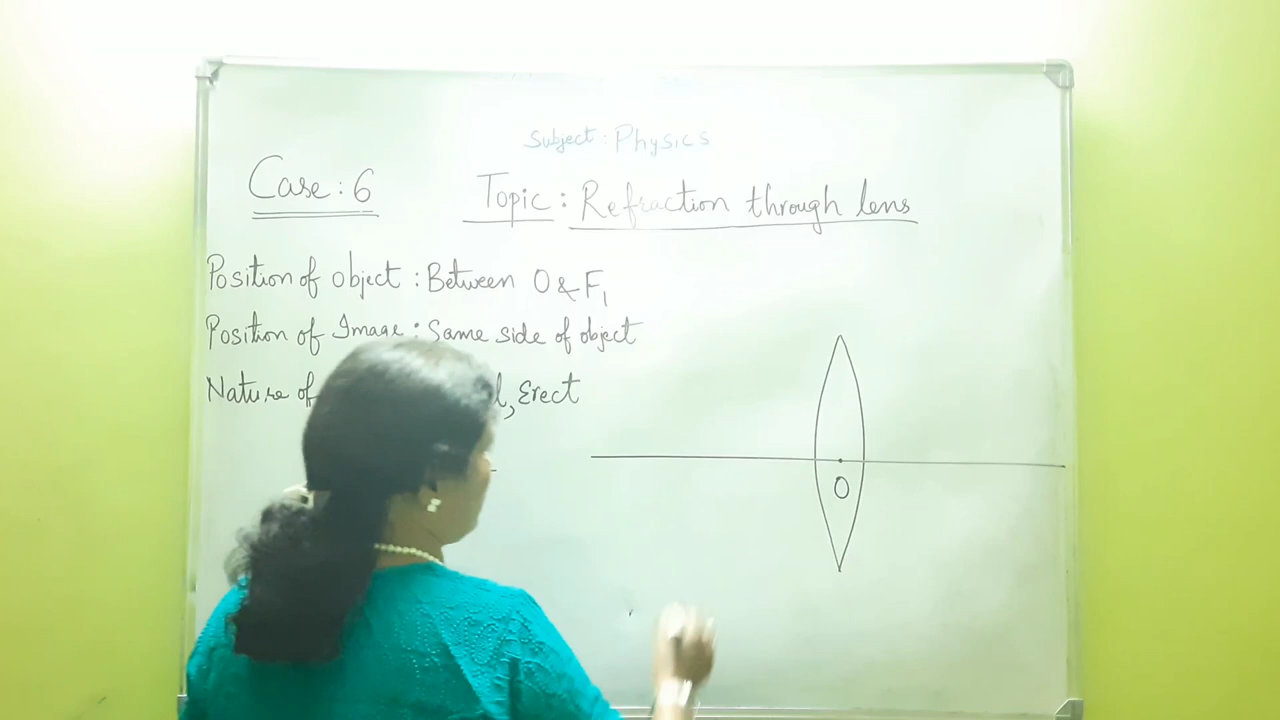 Subject: Physics
Case: 6
Topic: Refraction through lens
Position of object: Between O & F₁
Position of Image: Same side of object
Nature of
, Erect
O